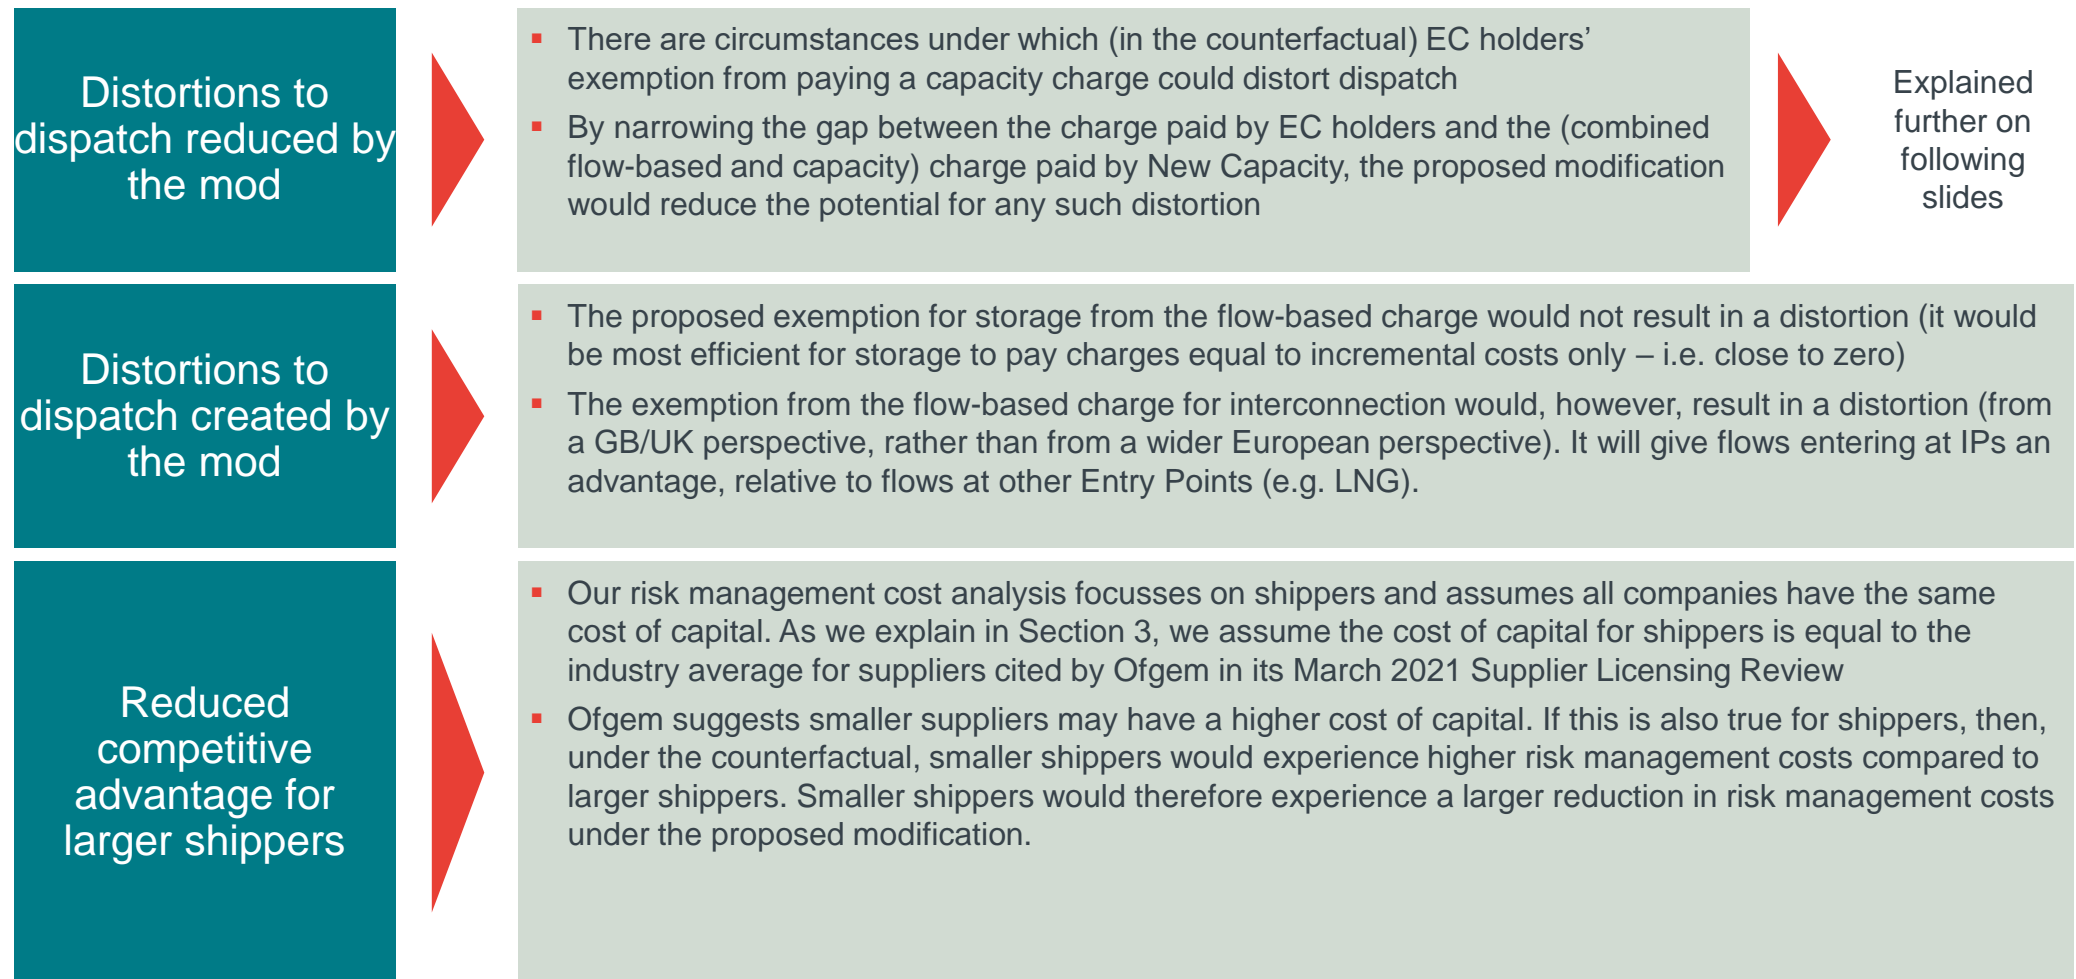 Distortions to
dispatch reduced by
the mod
▪ There are circumstances under which (in the counterfactual) EC holders’
exemption from paying a capacity charge could distort dispatch
▪ By narrowing the gap between the charge paid by EC holders and the (combined
flow-based and capacity) charge paid by New Capacity, the proposed modification
would reduce the potential for any such distortion
Explained
further on
following
slides
Distortions to
dispatch created by
the mod
▪ The proposed exemption for storage from the flow-based charge would not result in a distortion (it would
be most efficient for storage to pay charges equal to incremental costs only – i.e. close to zero)
▪ The exemption from the flow-based charge for interconnection would, however, result in a distortion (from
a GB/UK perspective, rather than from a wider European perspective). It will give flows entering at IPs an
advantage, relative to flows at other Entry Points (e.g. LNG).
Reduced
competitive
advantage for
larger shippers
▪ Our risk management cost analysis focusses on shippers and assumes all companies have the same
cost of capital. As we explain in Section 3, we assume the cost of capital for shippers is equal to the
industry average for suppliers cited by Ofgem in its March 2021 Supplier Licensing Review
▪ Ofgem suggests smaller suppliers may have a higher cost of capital. If this is also true for shippers, then,
under the counterfactual, smaller shippers would experience higher risk management costs compared to
larger shippers. Smaller shippers would therefore experience a larger reduction in risk management costs
under the proposed modification.